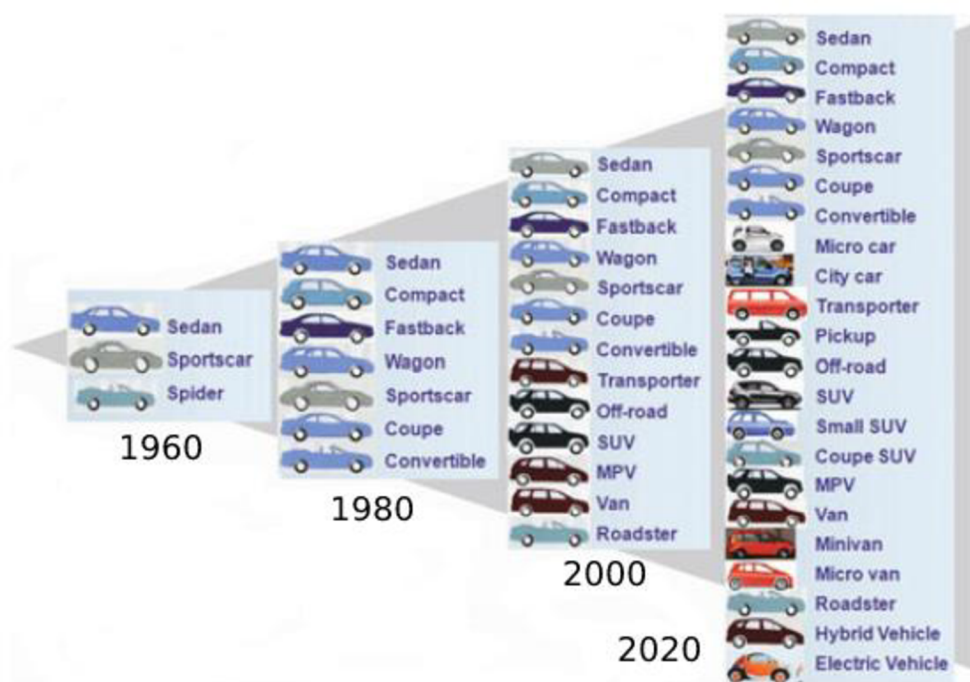 Sedan
Sportscar
Spider
1960
Sedan
Compact
Fastback
Wagon
Sportscar
Coupe
Convertible
1980
Sedan
Compact
Fastback
Wagon
Sportscar
Coupe
Convertible
Transporter
Off-road
SUV
MPV
Van
Roadster
2000
Sedan
Compact
Fastback
Wagon
Sportscar
Coupe
Convertible
Micro car
City car
Transporter
Pickup
Off-road
SUV
Small SUV
Coupe SUV
MPV
Van
Minivan
Micro van
Roadster
Hybrid Vehicle
Electric Vehicle
2020